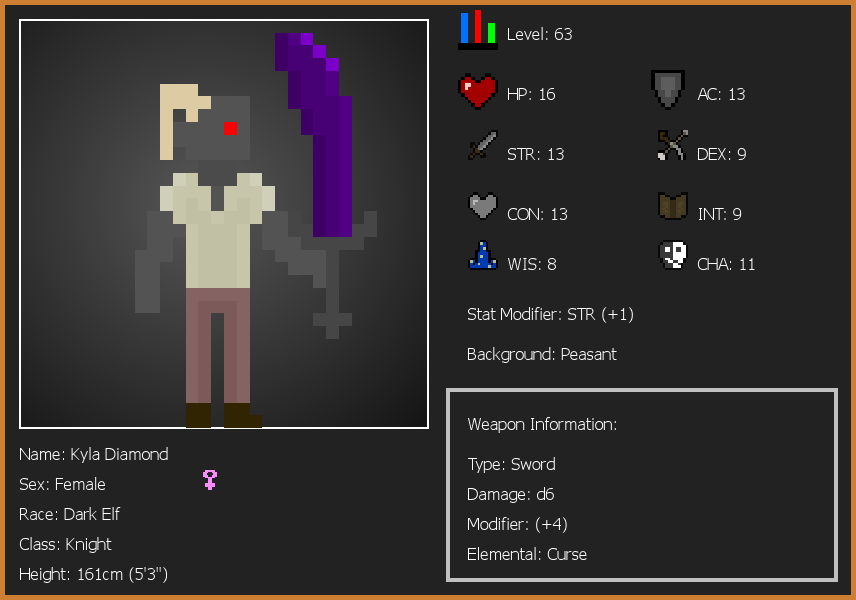 Level: 63
HP: 16
AC: 13
STR: 13
DEX: 9
CON: 13
INT: 9
WIS: 8
CHA: 11
Stat Modifier: STR (+1)
Background: Peasant
Weapon Information:
Type: Sword
Damage: d6
Modifier: (+4)
Elemental: Curse
Name: Kyla Diamond
Sex: Female
Race: Dark Elf
Class: Knight
Height: 161cm (5'3")